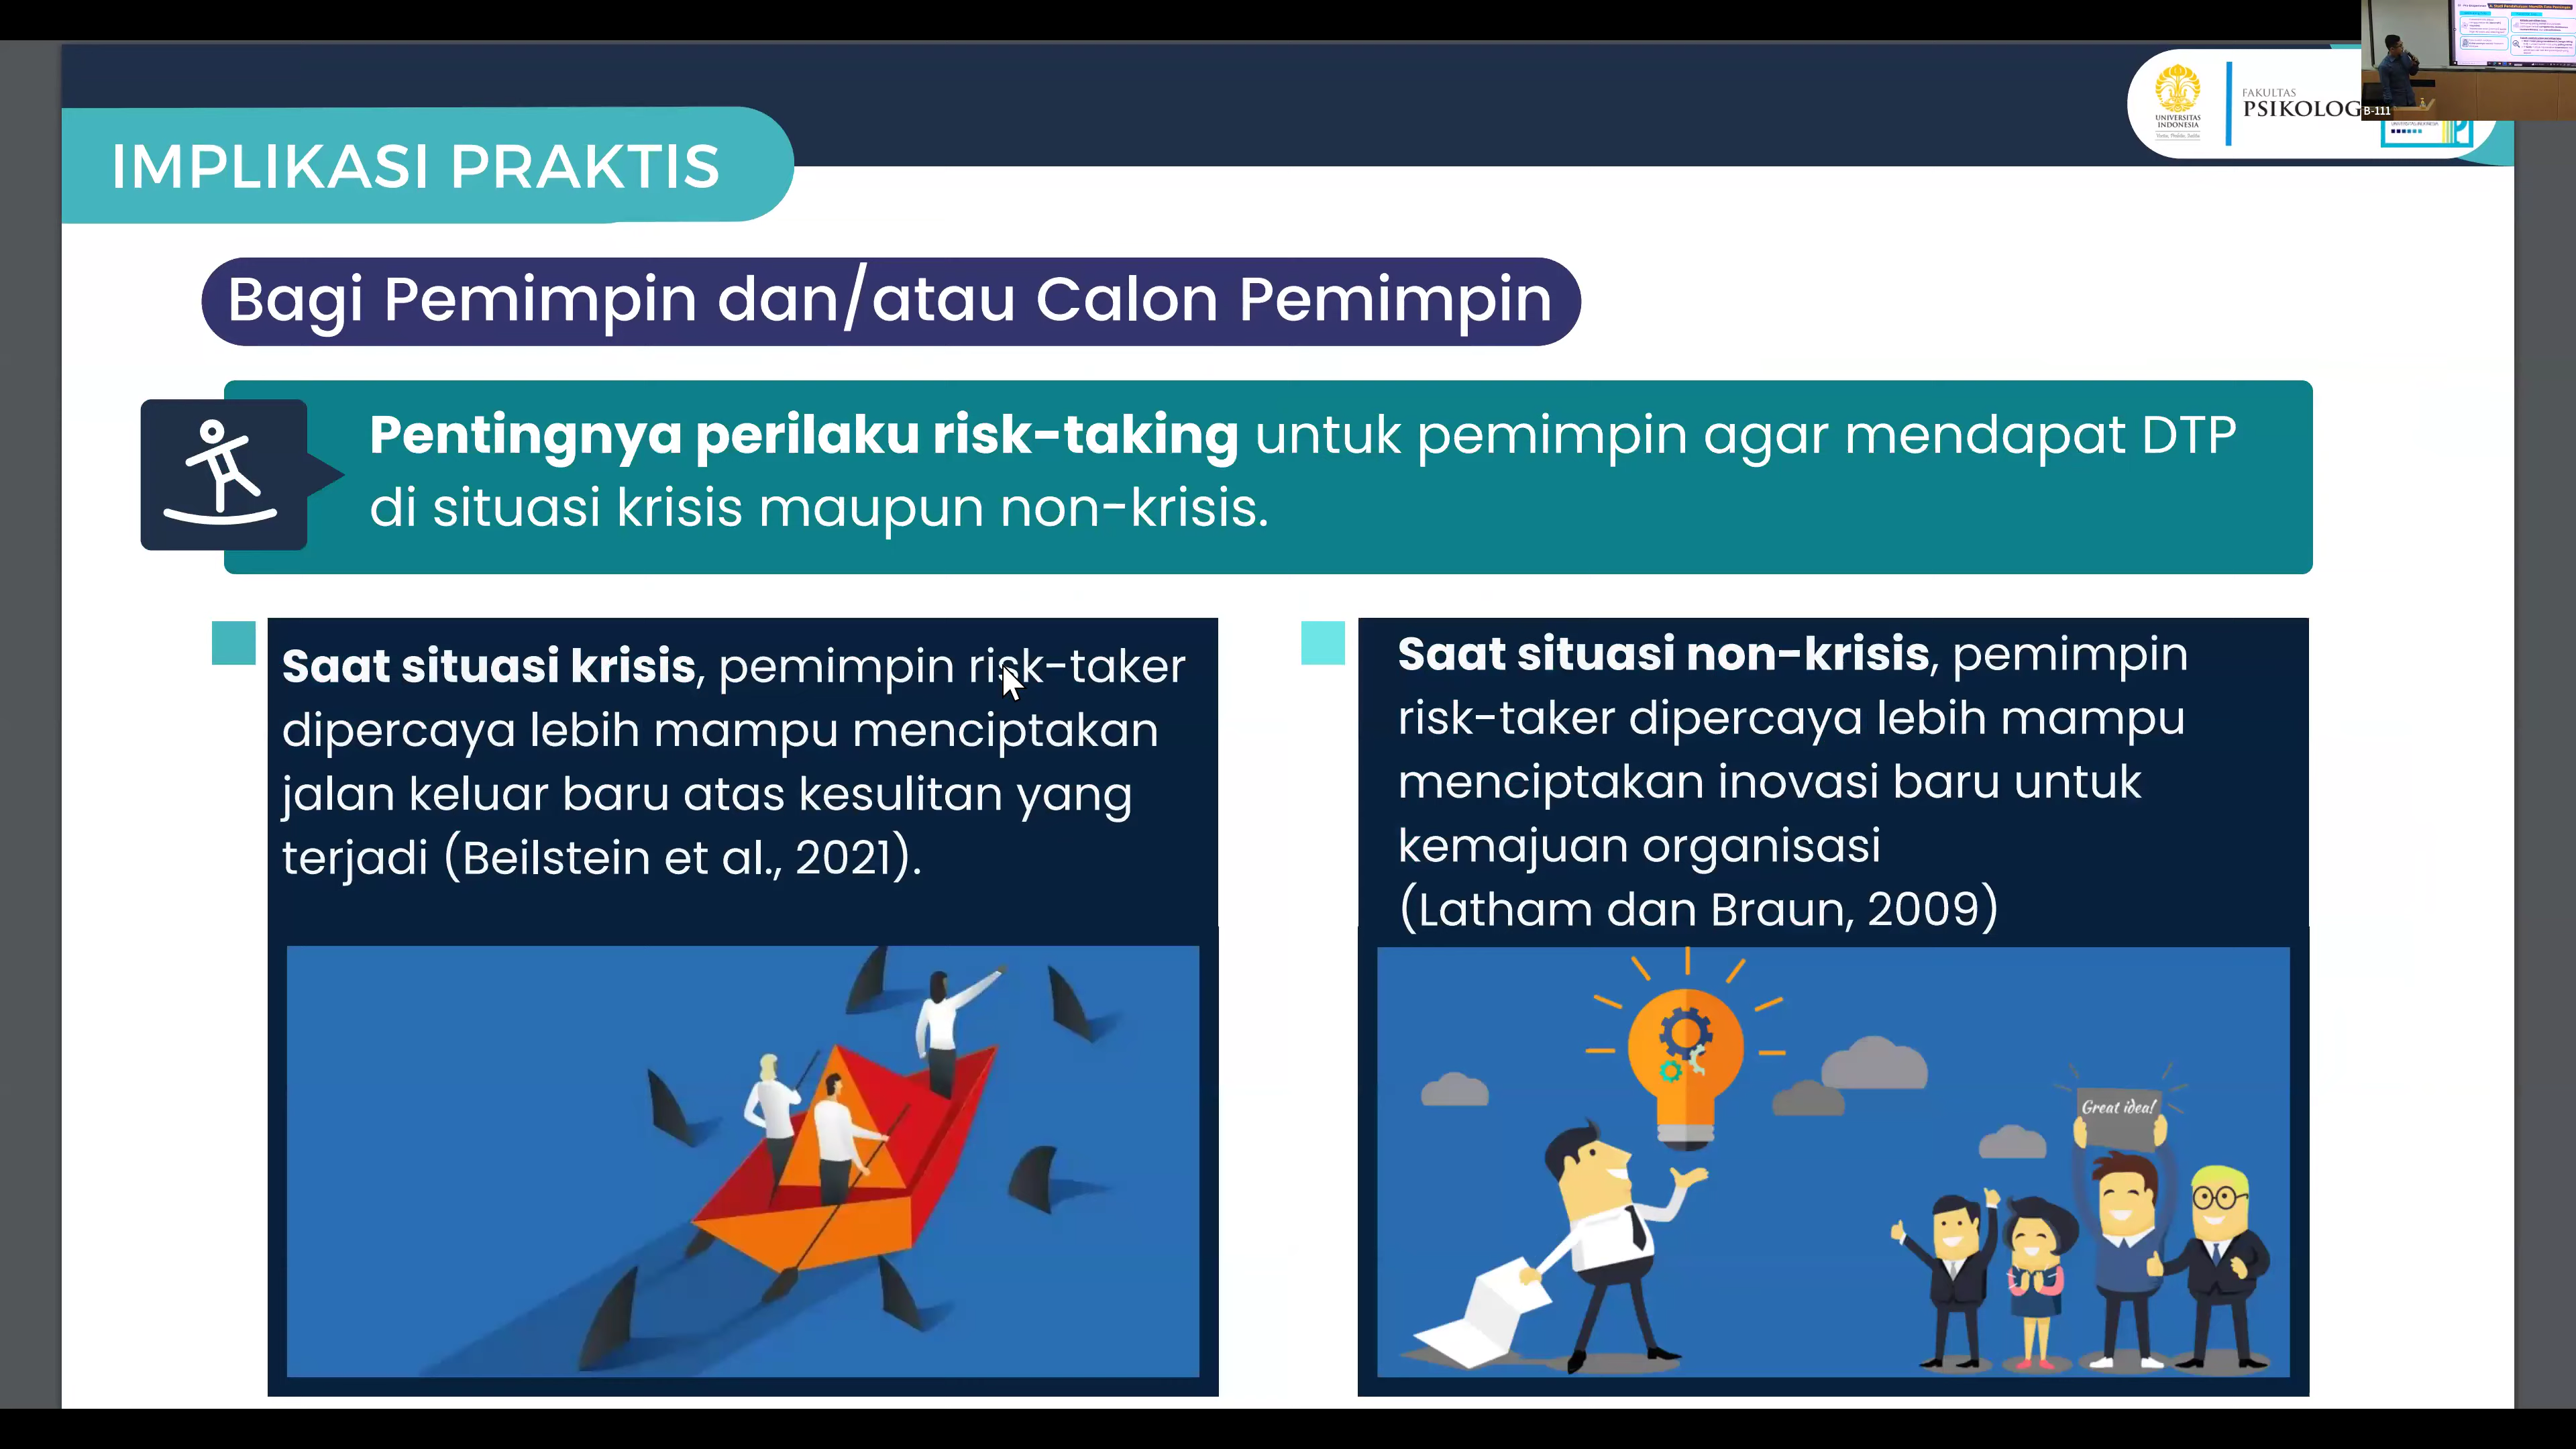 IMPLIKASI PRAKTIS
UNIVERSITAS
INDONESIA
Veritas, Probitas, Iustitia
FAKULTAS
PSIKOLOG
B-111
Bagi Pemimpin dan/atau Calon Pemimpin
Pentingnya perilaku risk-taking untuk pemimpin agar mendapat DTP
di situasi krisis maupun non-krisis.
Saat situasi krisis, pemimpin risk-taker
dipercaya lebih mampu menciptakan
jalan keluar baru atas kesulitan yang
terjadi (Beilstein et al., 2021).
Saat situasi non-krisis, pemimpin
risk-taker dipercaya lebih mampu
menciptakan inovasi baru untuk
kemajuan organisasi
(Latham dan Braun, 2009)
Great idea!